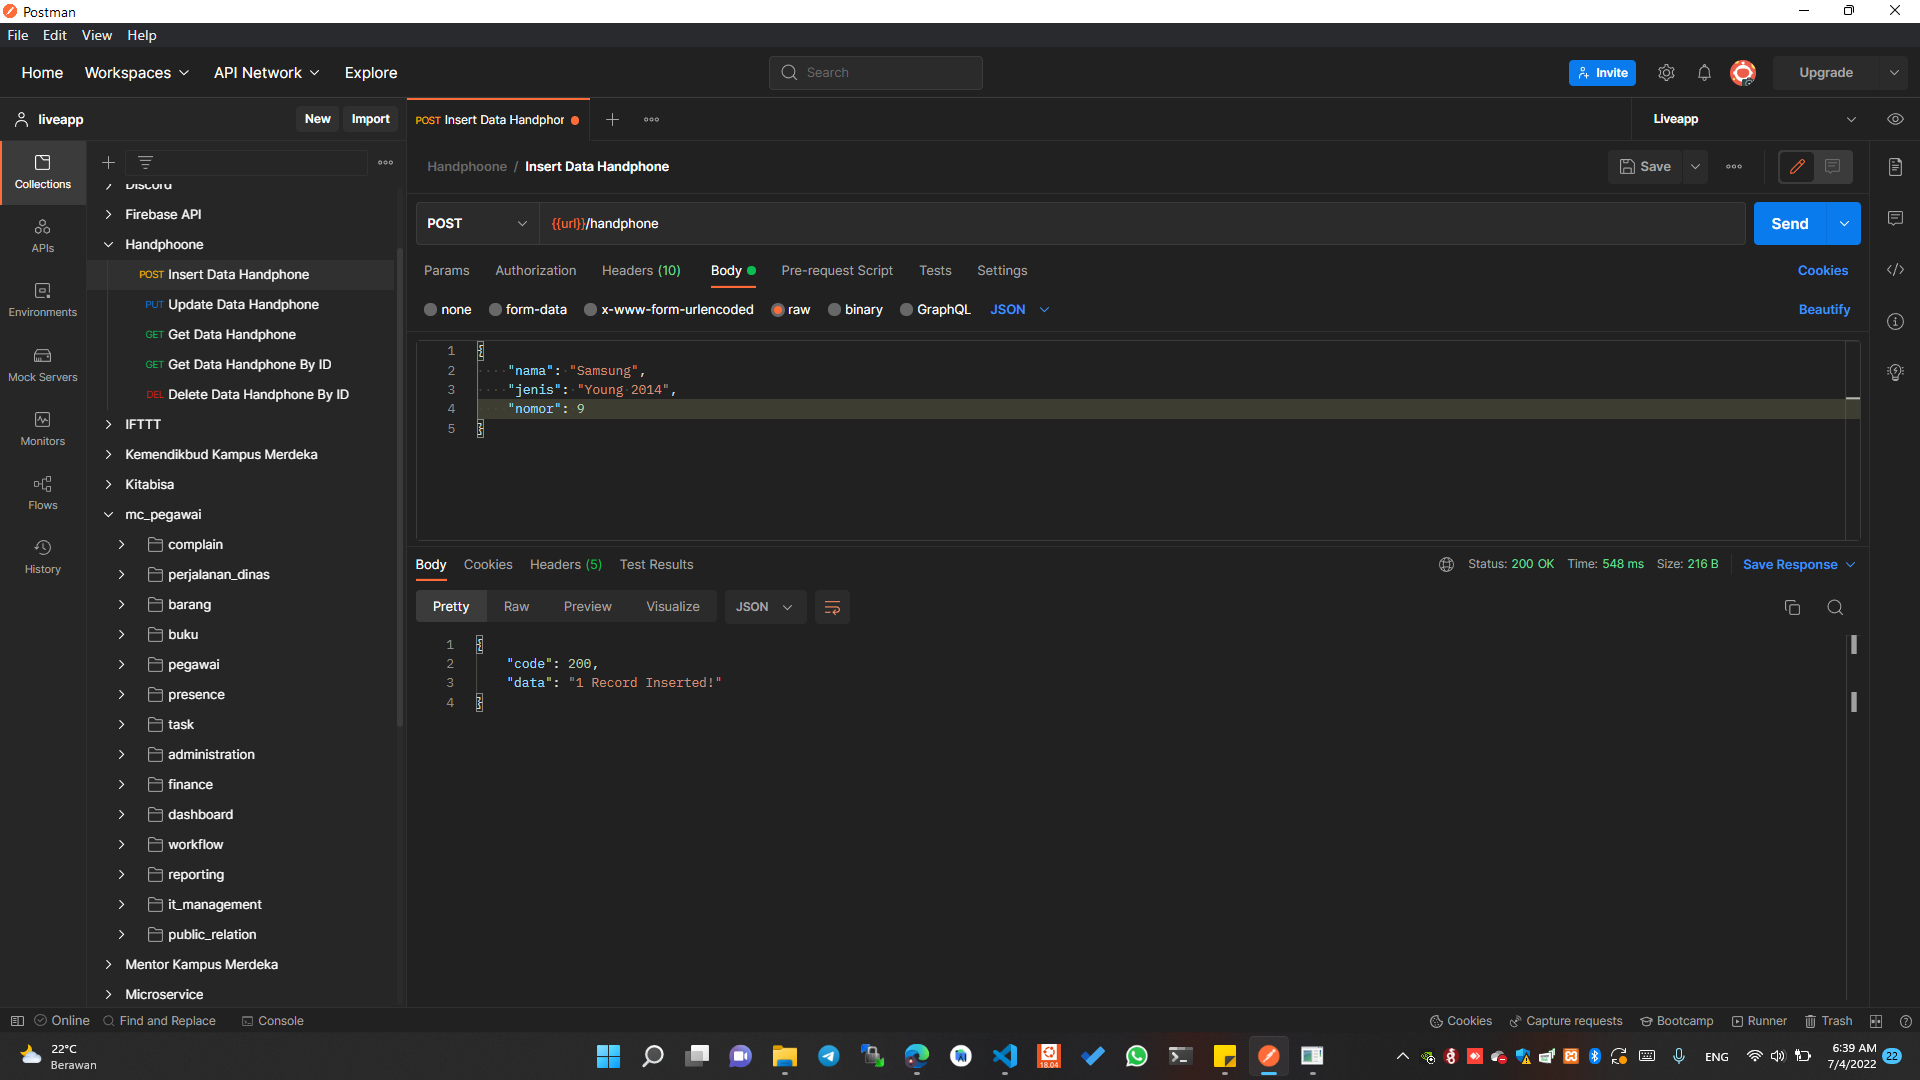 Postman
File Edit View Help
Home Workspaces API Network Explore
Search
Invite
Upgrade
liveapp
New Import
POST Insert Data Handphor
Liveapp
Collections
APIs
Environments
Mock Servers
Monitors
Flows
History
Discord
Firebase API
Handphoone
POST Insert Data Handphone
PUT Update Data Handphone
GET Get Data Handphone
GET Get Data Handphone By ID
DEL Delete Data Handphone By ID
IFTTT
Kemendikbud Kampus Merdeka
Kitabisa
mc_pegawai
complain
perjalanan_dinas
barang
buku
pegawai
presence
task
administration
finance
dashboard
workflow
reporting
it_management
public_relation
Mentor Kampus Merdeka
Microservice
Handphoone / Insert Data Handphone
Save
POST {{url}}/handphone
Send
Params Authorization Headers (10) Body Pre-request Script Tests Settings
Cookies
none form-data x-www-form-urlencoded raw binary GraphQL JSON
Beautify
1 {
2 "nama": "Samsung",
3 "jenis": "Young 2014",
4 "nomor": 9
5 }
Body Cookies Headers (5) Test Results
Status: 200 OK Time: 548 ms Size: 216 B Save Response
Pretty Raw Preview Visualize JSON
1 {
2 "code": 200,
3 "data": "1 Record Inserted!"
4 }
Online Find and Replace Console
Cookies Capture requests Bootcamp Runner Trash
22°C
Berawan
18.04
ENG
6:39 AM
7/4/2022
22